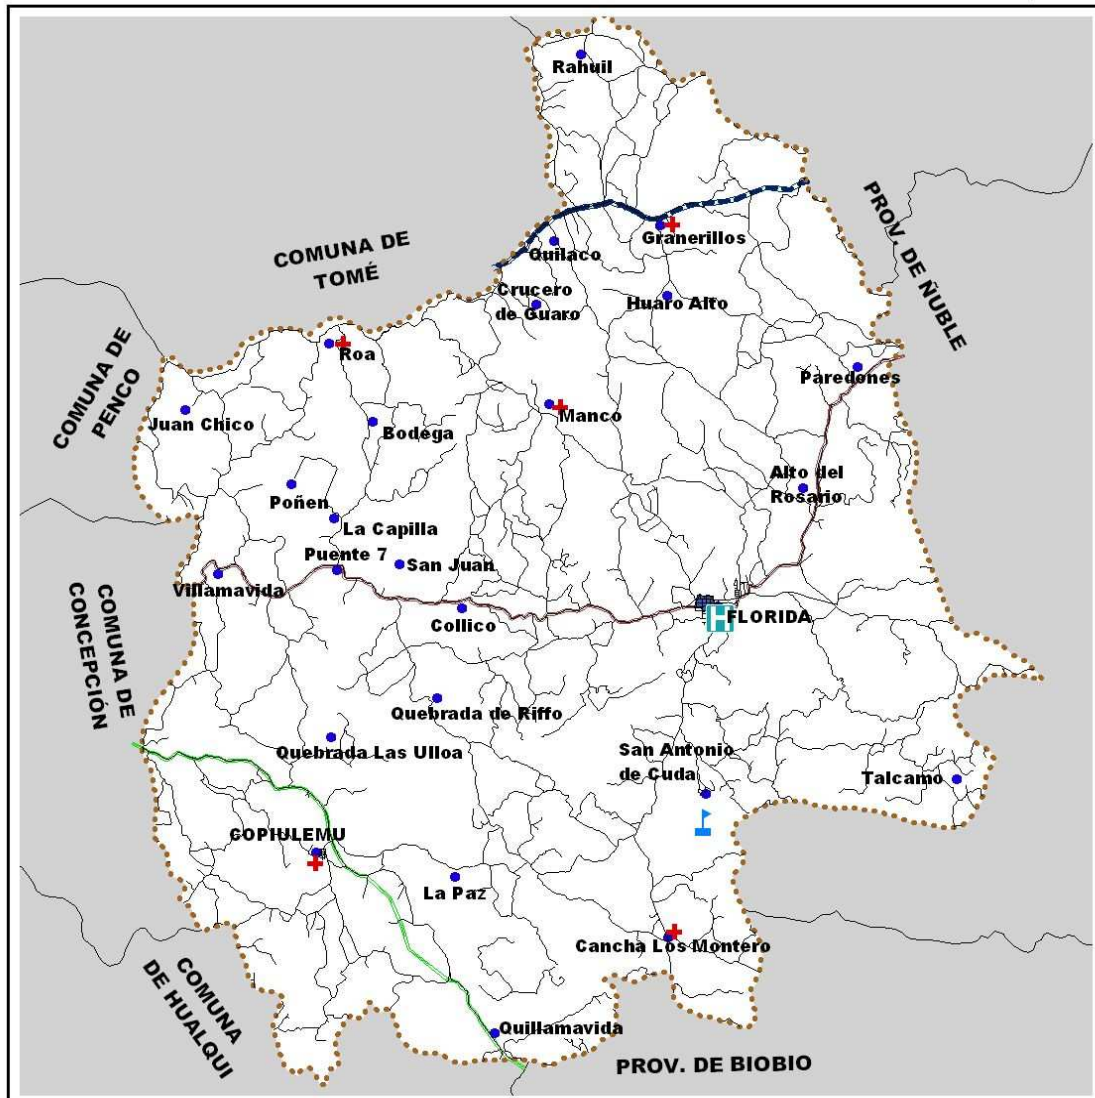 Rahuil
PROV. DE ÑUBLE
COMUNA DE
TOMÉ
Granerillos
Quilaco
Crucero
de Guaro
Huaro Alto
COMUNA DE
PENCO
Roa
Paredones
Juan Chico
Manco
Bodega
Alto del
Rosario
Poñen
La Capilla
Puente 7
San Juan
Villamavida
COMUNA DE
CONCEPCIÓN
Collico
H
FLORIDA
Quebrada de Riffo
Quebrada Las Ulloa
San Antonio
de Cuda
Talcamo
COPIULEMU
La Paz
Cancha Los Montero
COMUNA
DE HUALQUI
Quillamavida
PROV. DE BIOBIO